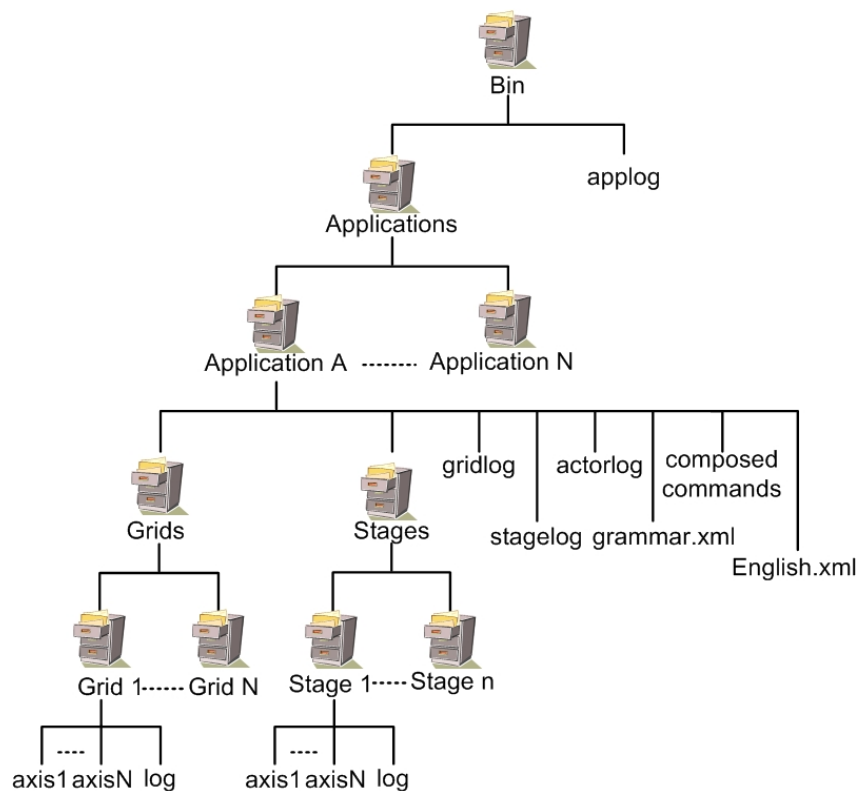 Bin
applog
Applications
Application A ...... Application N
gridlog
actorlog
composed
commands
Grids
Stages
stagelog
grammar.xml
English.xml
Grid 1 ...... Grid N
Stage 1 ..... Stage n
.... ....
axis1 axisN log
axis1 axisN log